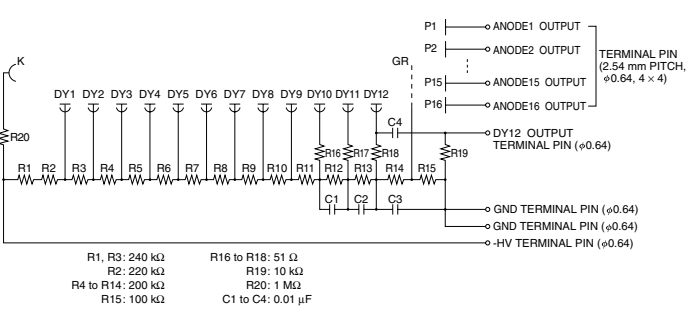 P1
ANODE1 OUTPUT
P2
ANODE2 OUTPUT
P15
ANODE15 OUTPUT
P16
ANODE16 OUTPUT
TERMINAL PIN
(2.54 mm PITCH,
φ0.64, 4 × 4)
K
GR
DY1 DY2 DY3 DY4 DY5 DY6 DY7 DY8 DY9 DY10 DY11 DY12
C4
DY12 OUTPUT
TERMINAL PIN (φ0.64)
R20
R16 R17 R18 R19
R1 R2 R3 R4 R5 R6 R7 R8 R9 R10 R11 R12 R13 R14 R15
C1 C2 C3
GND TERMINAL PIN (φ0.64)
GND TERMINAL PIN (φ0.64)
-HV TERMINAL PIN (φ0.64)
R1, R3: 240 kΩ
R2: 220 kΩ
R4 to R14: 200 kΩ
R15: 100 kΩ
R16 to R18: 51 Ω
R19: 10 kΩ
R20: 1 MΩ
C1 to C4: 0.01 μF